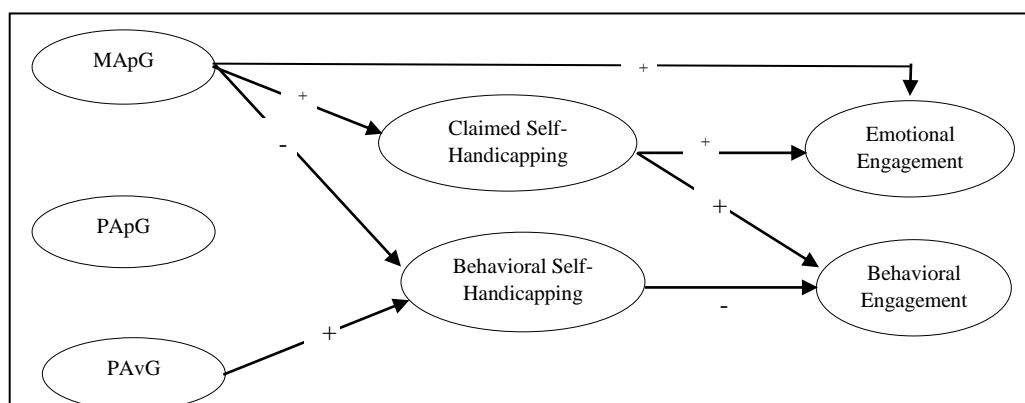 MApG
+
+
Claimed Self-
Handicapping
+
Emotional
Engagement
-
+
PApG
Behavioral Self-
Handicapping
-
Behavioral
Engagement
+
PAvG